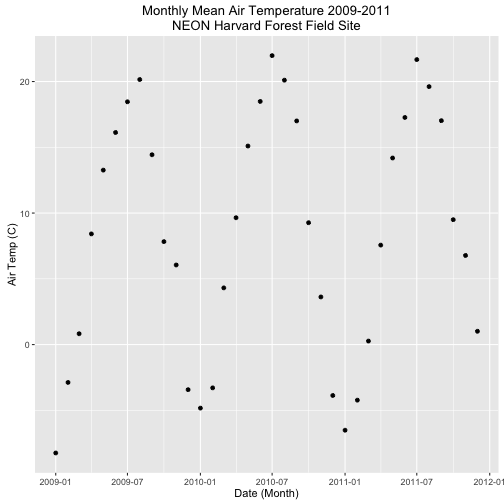 Monthly Mean Air Temperature 2009-2011
NEON Harvard Forest Field Site
Air Temp (C)
20
10
0
2009-01 2009-07 2010-01 2010-07 2011-01 2011-07 2012-01
Date (Month)